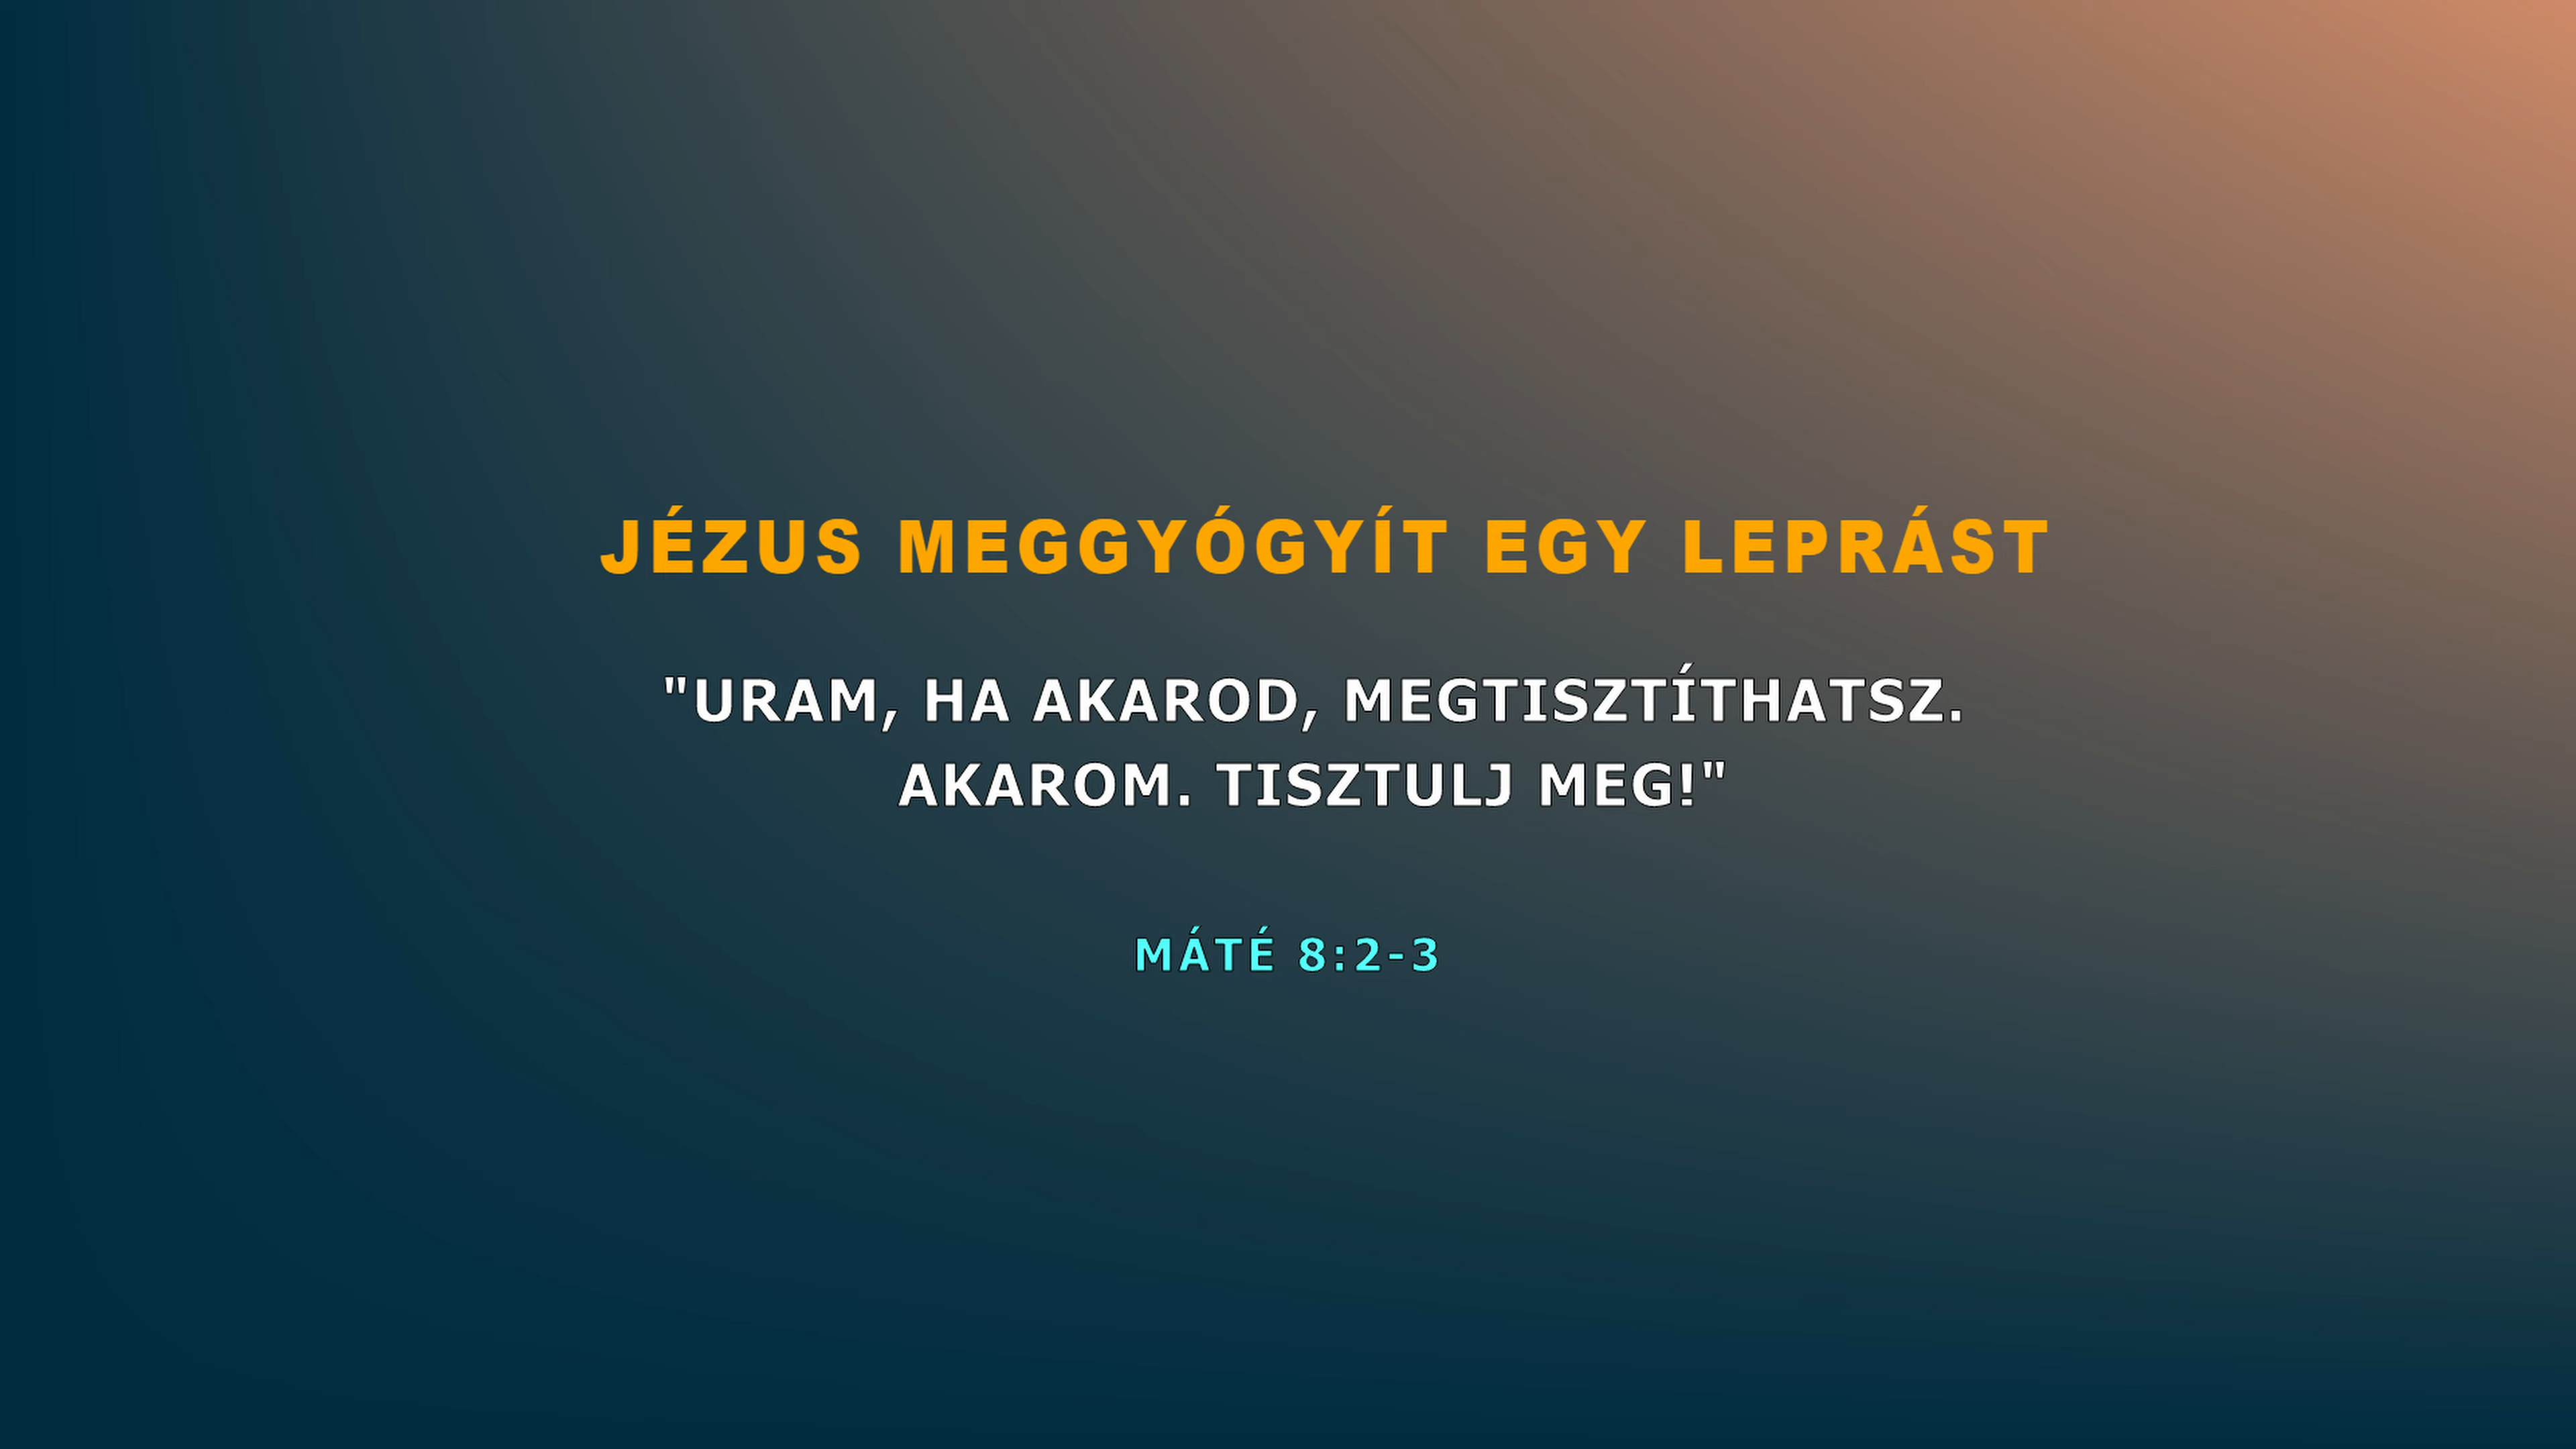 JÉZUS MEGGYÓGYÍT EGY LEPRÁST
"URAM, HA AKAROD, MEGTISZTÍTHATSZ.
AKAROM. TISZTULJ MEG!"
MÁTÉ 8:2-3